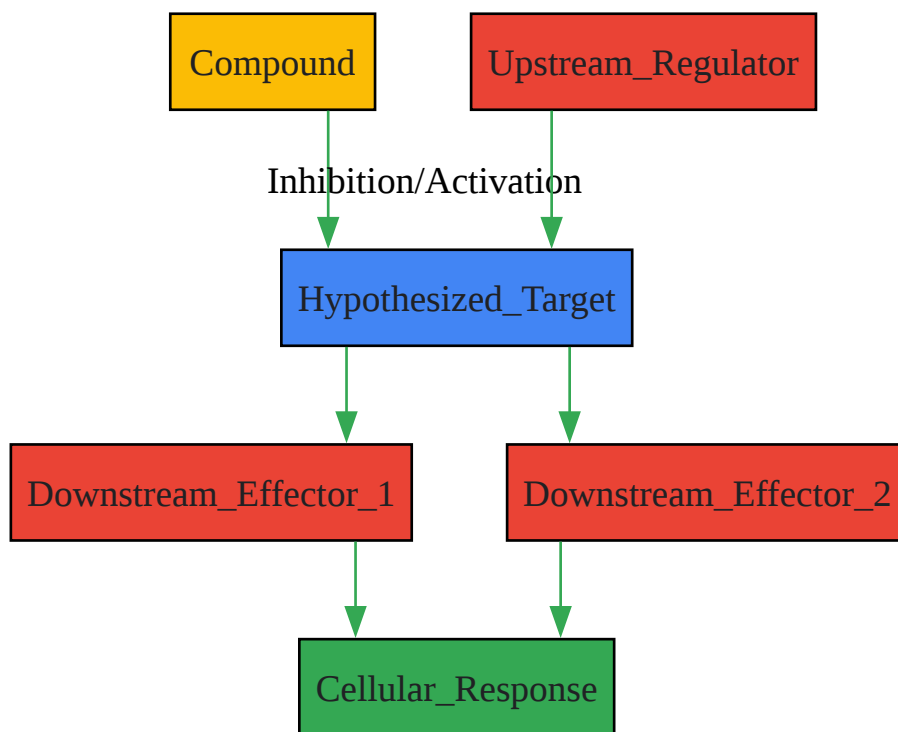 Compound
Upstream_Regulator
Inhibition/Activation
Hypothesized_Target
Downstream_Effector_1
Downstream_Effector_2
Cellular_Response